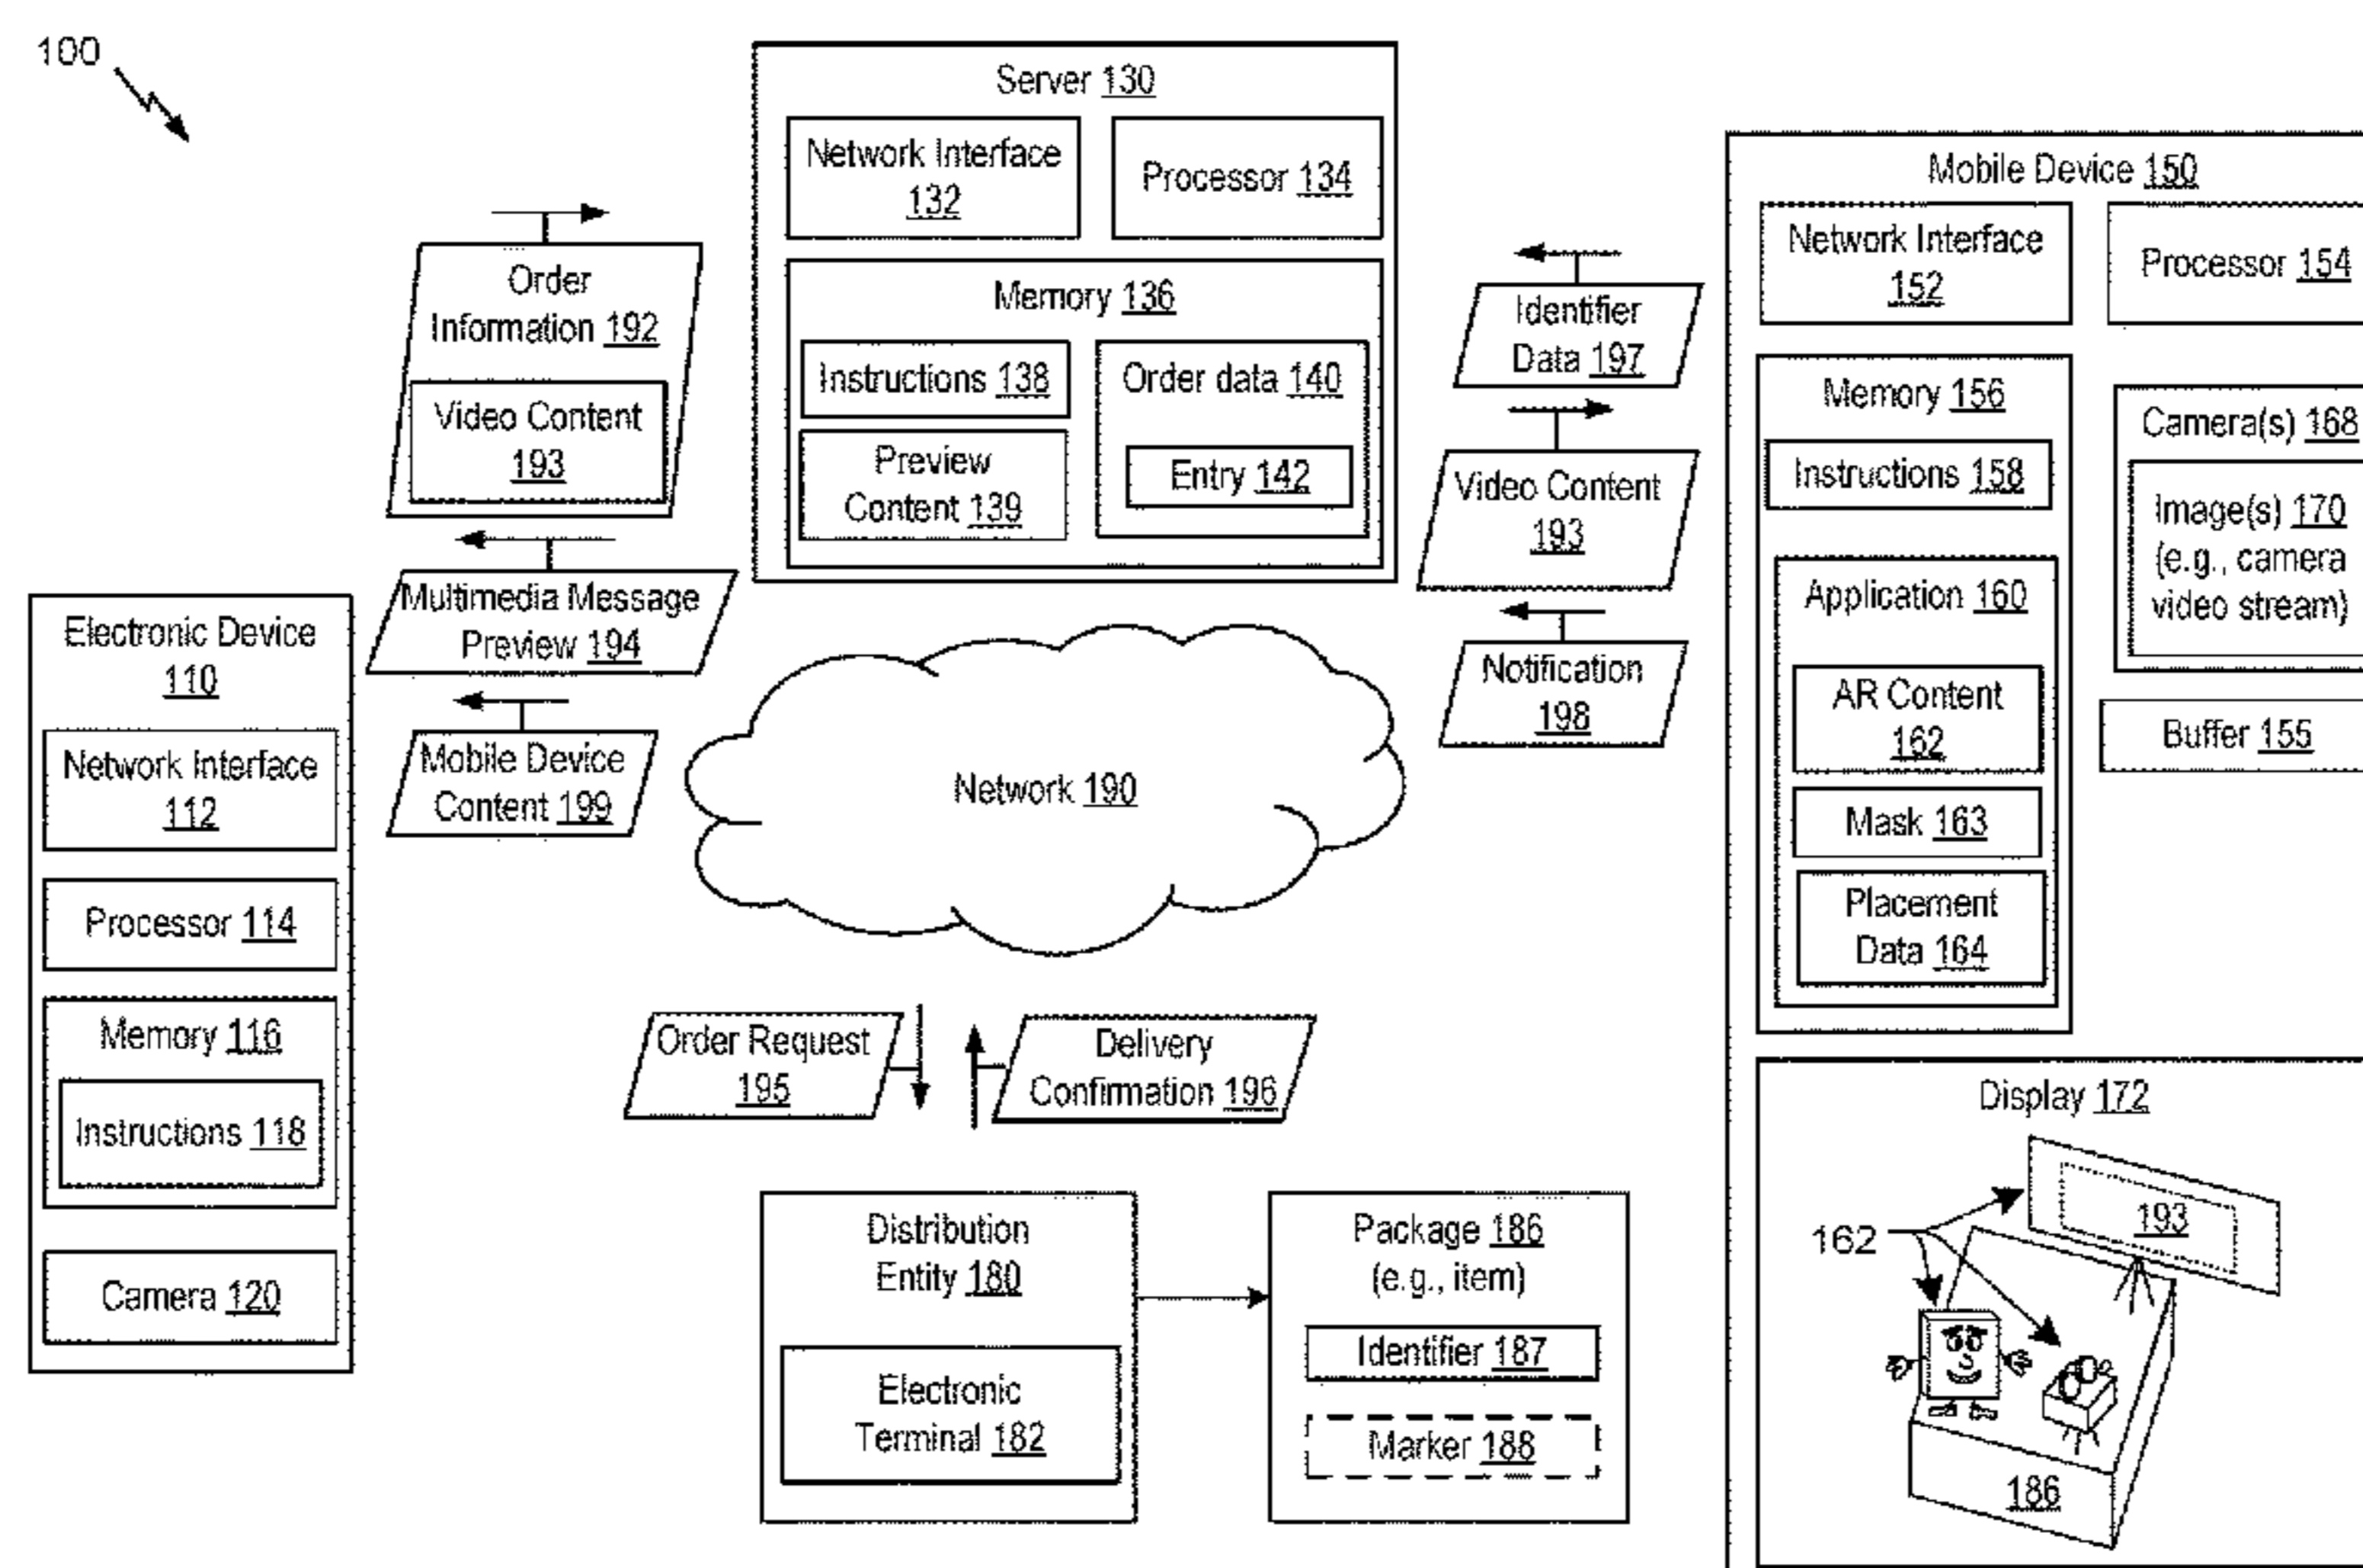 100
Server 130
Network Interface
132
Processor 134
Memory 136
Instructions 138
Order data 140
Preview
Content 139
Entry 142
Order
Information 192
Video Content
193
Multimedia Message
Preview 194
Mobile Device
Content 199
Electronic Device
110
Network Interface
112
Processor 114
Memory 116
Instructions 118
Camera 120
Network 190
Identifier
Data 197
Video Content
193
Notification
198
Order Request
195
Delivery
Confirmation 196
Distribution
Entity 180
Electronic
Terminal 182
Package 186
(e.g., item)
Identifier 187
Marker 188
Mobile Device 150
Network Interface
152
Processor 154
Memory 156
Instructions 158
Application 160
AR Content
162
Mask 163
Placement
Data 164
Camera(s) 168
Image(s) 170
(e.g., camera
video stream)
Buffer 155
Display 172
193
162
186